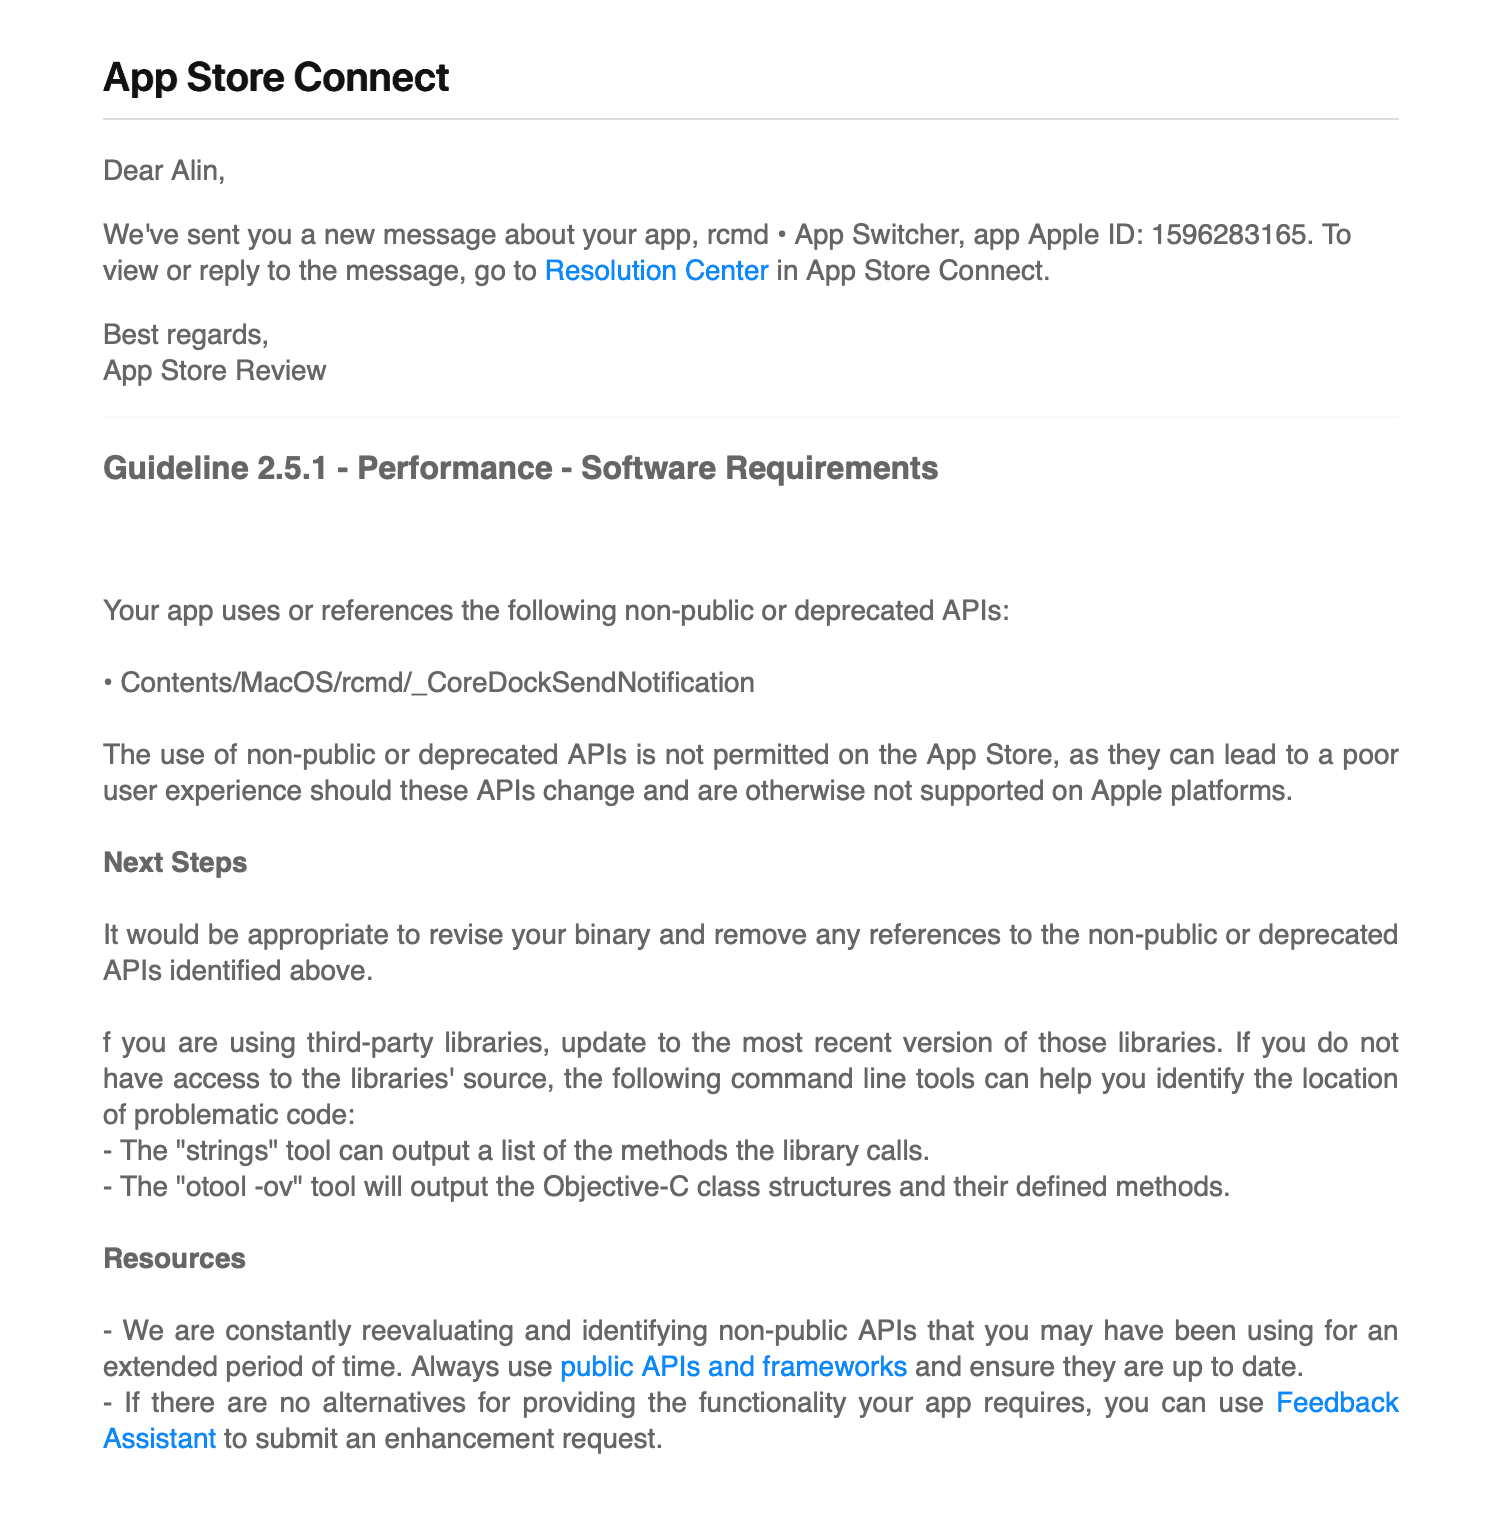 App Store Connect
Dear Alin,
We've sent you a new message about your app, rcmd • App Switcher, app Apple ID: 1596283165. To
view or reply to the message, go to Resolution Center in App Store Connect.
Best regards,
App Store Review
Guideline 2.5.1 - Performance - Software Requirements
Your app uses or references the following non-public or deprecated APIs:
• Contents/MacOS/rcmd/_CoreDockSendNotification
The use of non-public or deprecated APIs is not permitted on the App Store, as they can lead to a poor
user experience should these APIs change and are otherwise not supported on Apple platforms.
Next Steps
It would be appropriate to revise your binary and remove any references to the non-public or deprecated
APIs identified above.
f you are using third-party libraries, update to the most recent version of those libraries. If you do not
have access to the libraries' source, the following command line tools can help you identify the location
of problematic code:
- The "strings" tool can output a list of the methods the library calls.
- The "otool -ov" tool will output the Objective-C class structures and their defined methods.
Resources
- We are constantly reevaluating and identifying non-public APIs that you may have been using for an
extended period of time. Always use public APIs and frameworks and ensure they are up to date.
- If there are no alternatives for providing the functionality your app requires, you can use Feedback
Assistant to submit an enhancement request.